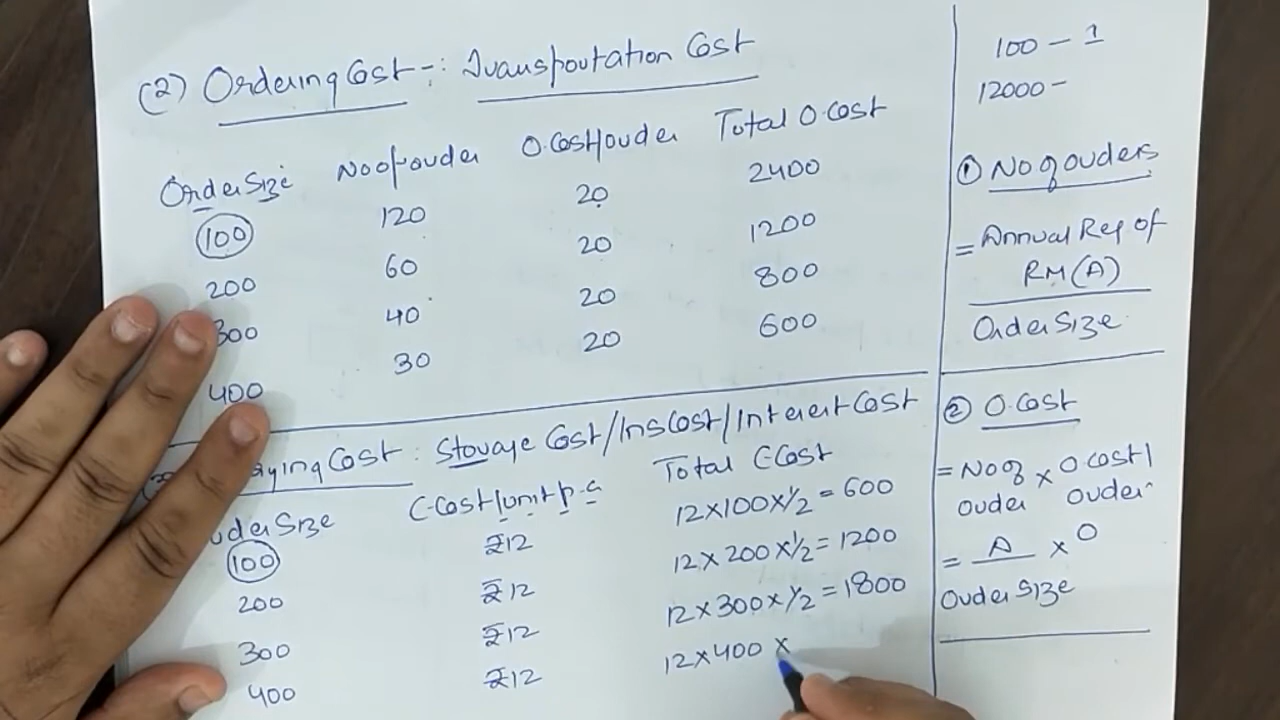 (2) Ordering Cost -: Transportation Cost
Order Size No of order O.Cost/order Total O.Cost
100 120 20 2400
200 60 20 1200
300 40 20 800
400 30 20 600
ying Cost : Storage Cost/Ins Cost/Interest Cost
uder Size C-Cost/unit p.a Total C Cost
100 ₹12 12×100×1/2 = 600
200 ₹12 12×200×1/2 = 1200
300 ₹12 12×300×1/2 = 1800
400 ₹12 12×400×
100 - 1
12000 -
① No of orders
= Annual Req of
RM (A)
Order Size
② O.Cost
= No of × O cost/
order order
= A × O
Order Size